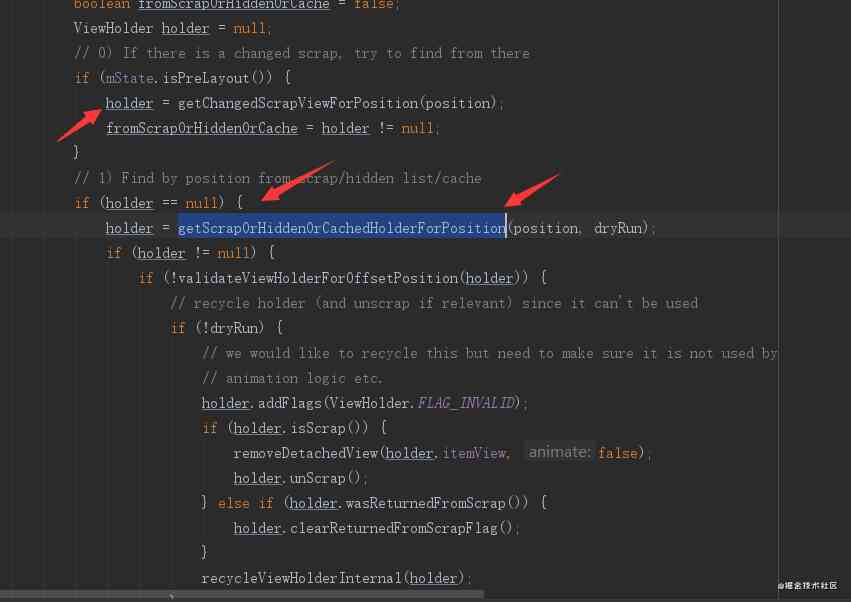 boolean fromScrapOrHiddenOrCache = false;
ViewHolder holder = null;
// 0) If there is a changed scrap, try to find from there
if (mState.isPreLayout()) {
holder = getChangedScrapViewForPosition(position);
fromScrapOrHiddenOrCache = holder != null;
}
// 1) Find by position from scrap/hidden list/cache
if (holder == null) {
holder = getScrapOrHiddenOrCachedHolderForPosition(position, dryRun);
if (holder != null) {
if (!validateViewHolderForOffsetPosition(holder)) {
// recycle holder (and unscrap if relevant) since it can't be used
if (!dryRun) {
// we would like to recycle this but need to make sure it is not used by
// animation logic etc.
holder.addFlags(ViewHolder.FLAG_INVALID);
if (holder.isScrap()) {
removeDetachedView(holder.itemView, animate: false);
holder.unScrap();
} else if (holder.wasReturnedFromScrap()) {
holder.clearReturnedFromScrapFlag();
}
recycleViewHolderInternal(holder);
@掘金技术社区